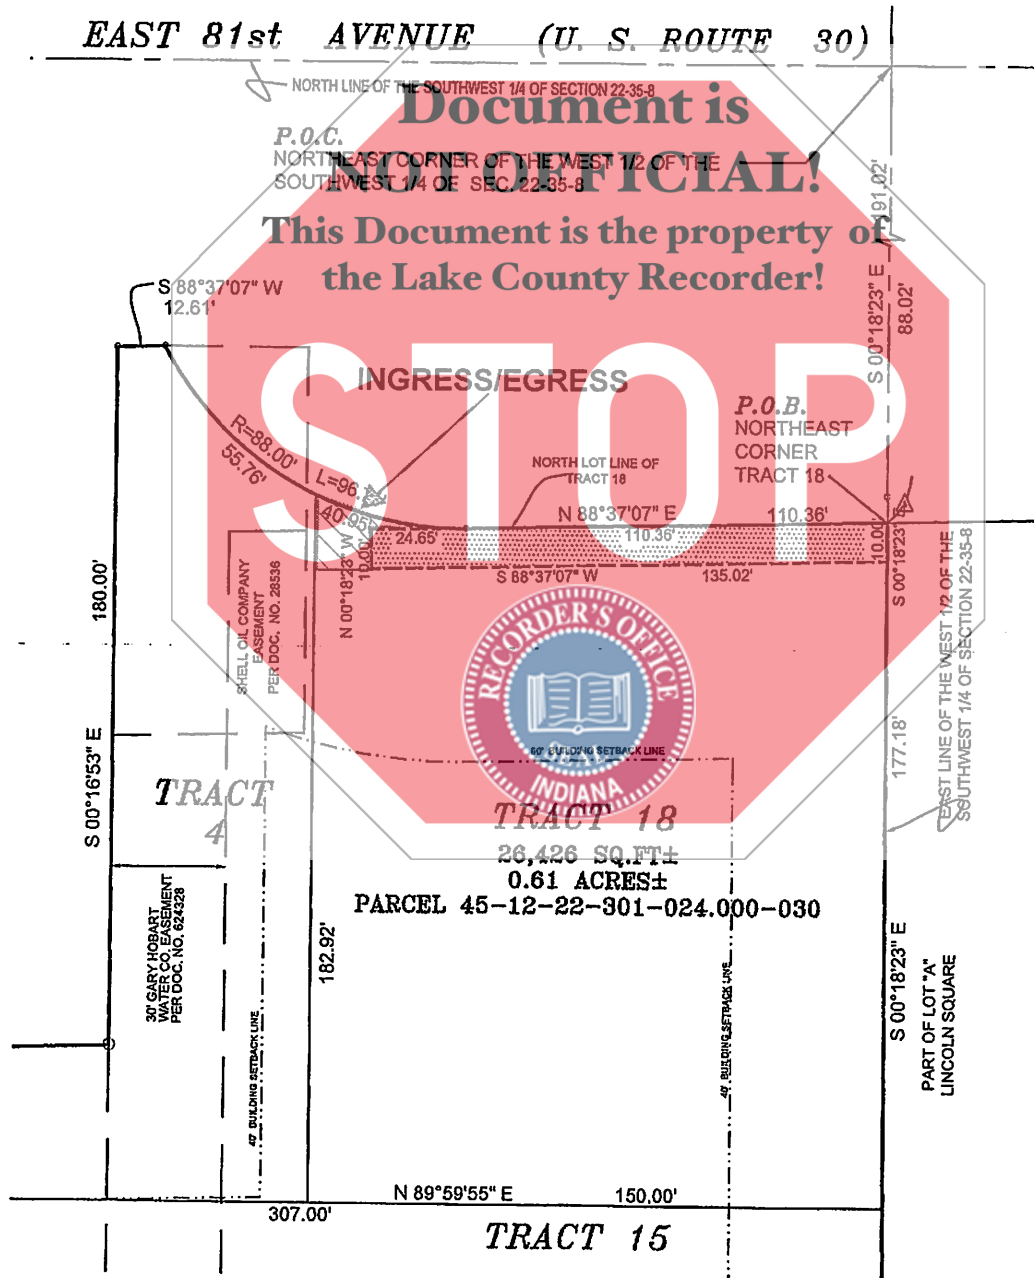 EAST 81st AVENUE (U. S. ROUTE 30)
NORTH LINE OF THE SOUTHWEST 1/4 OF SECTION 22-35-8
Document is
NOT OFFICIAL!
This Document is the property of
the Lake County Recorder!
P.O.C.
NORTHEAST CORNER OF THE WEST 1/2 OF THE
SOUTHWEST 1/4 OF SEC. 22-35-8
191.02'
S 00°18'23" E
88.02'
S 88°37'07" W
12.61'
STOP
INGRESS/EGRESS
P.O.B.
NORTHEAST
CORNER
TRACT 18
R=88.00'
55.76'
L=96.
40.95'
NORTH LOT LINE OF
TRACT 18
N 88°37'07" E 110.36'
24.65'
110.36'
10.00'
S 00°18'23" E
N 00°18'23" W
10.00'
S 88°37'07" W 135.02'
180.00'
SHELL OIL COMPANY
EASEMENT
PER DOC. NO. 28536
EAST LINE OF THE WEST 1/2 OF THE
SOUTHWEST 1/4 OF SECTION 22-35-8
RECORDER'S OFFICE
SEAL
INDIANA
60' BUILDING SETBACK LINE
177.18'
S 00°16'53" E
TRACT
4
TRACT 18
26,426 SQ.FT±
0.61 ACRES±
PARCEL 45-12-22-301-024.000-030
30' GARY HOBART
WATER CO. EASEMENT
PER DOC. NO. 624328
182.92'
40' BUILDING SETBACK LINE
40' BUILDING SETBACK LINE
S 00°18'23" E
PART OF LOT "A"
LINCOLN SQUARE
N 89°59'55" E 150.00'
307.00'
TRACT 15